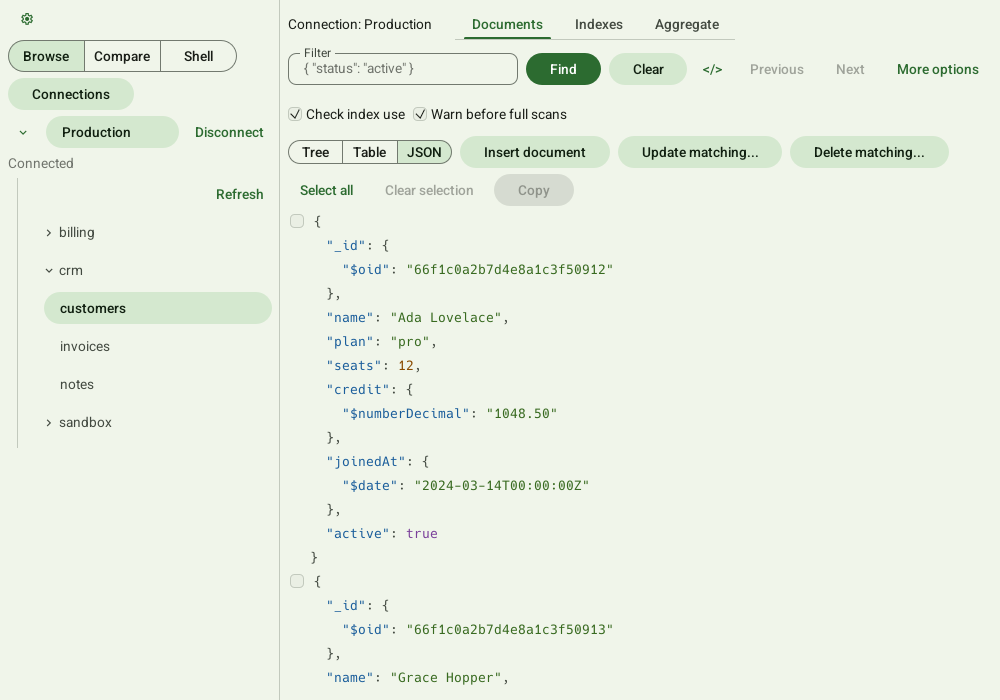 Browse
Compare
Shell
Connections
Production
Disconnect
Connected
Refresh
billing
crm
customers
invoices
notes
sandbox
Connection: Production
Documents
Indexes
Aggregate
Filter
{ "status": "active" }
Find
Clear
</>
Previous
Next
More options
Check index use
Warn before full scans
Tree
Table
JSON
Insert document
Update matching...
Delete matching...
Select all
Clear selection
Copy
{
"_id": {
"$oid": "66f1c0a2b7d4e8a1c3f50912"
},
"name": "Ada Lovelace",
"plan": "pro",
"seats": 12,
"credit": {
"$numberDecimal": "1048.50"
},
"joinedAt": {
"$date": "2024-03-14T00:00:00Z"
},
"active": true
}
{
"_id": {
"$oid": "66f1c0a2b7d4e8a1c3f50913"
},
"name": "Grace Hopper",